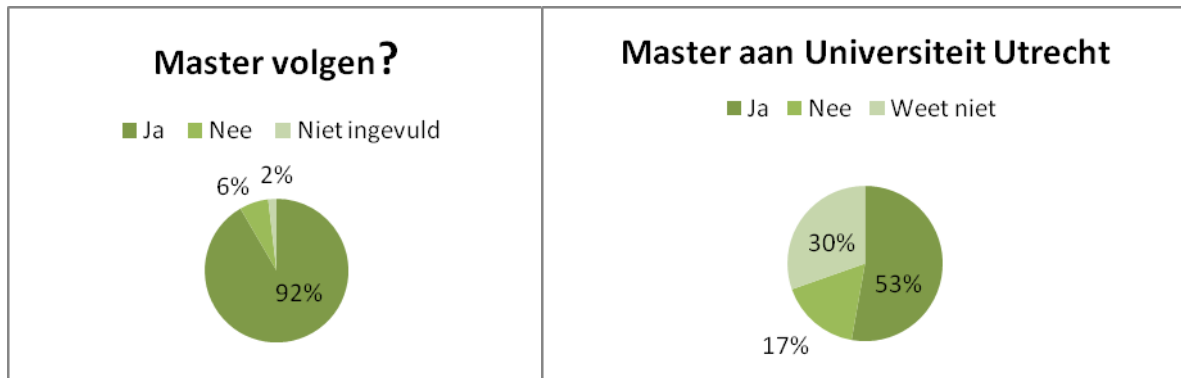 Master volgen?
Ja Nee Niet ingevuld
6% 2%
92%
Master aan Universiteit Utrecht
Ja Nee Weet niet
30%
53%
17%